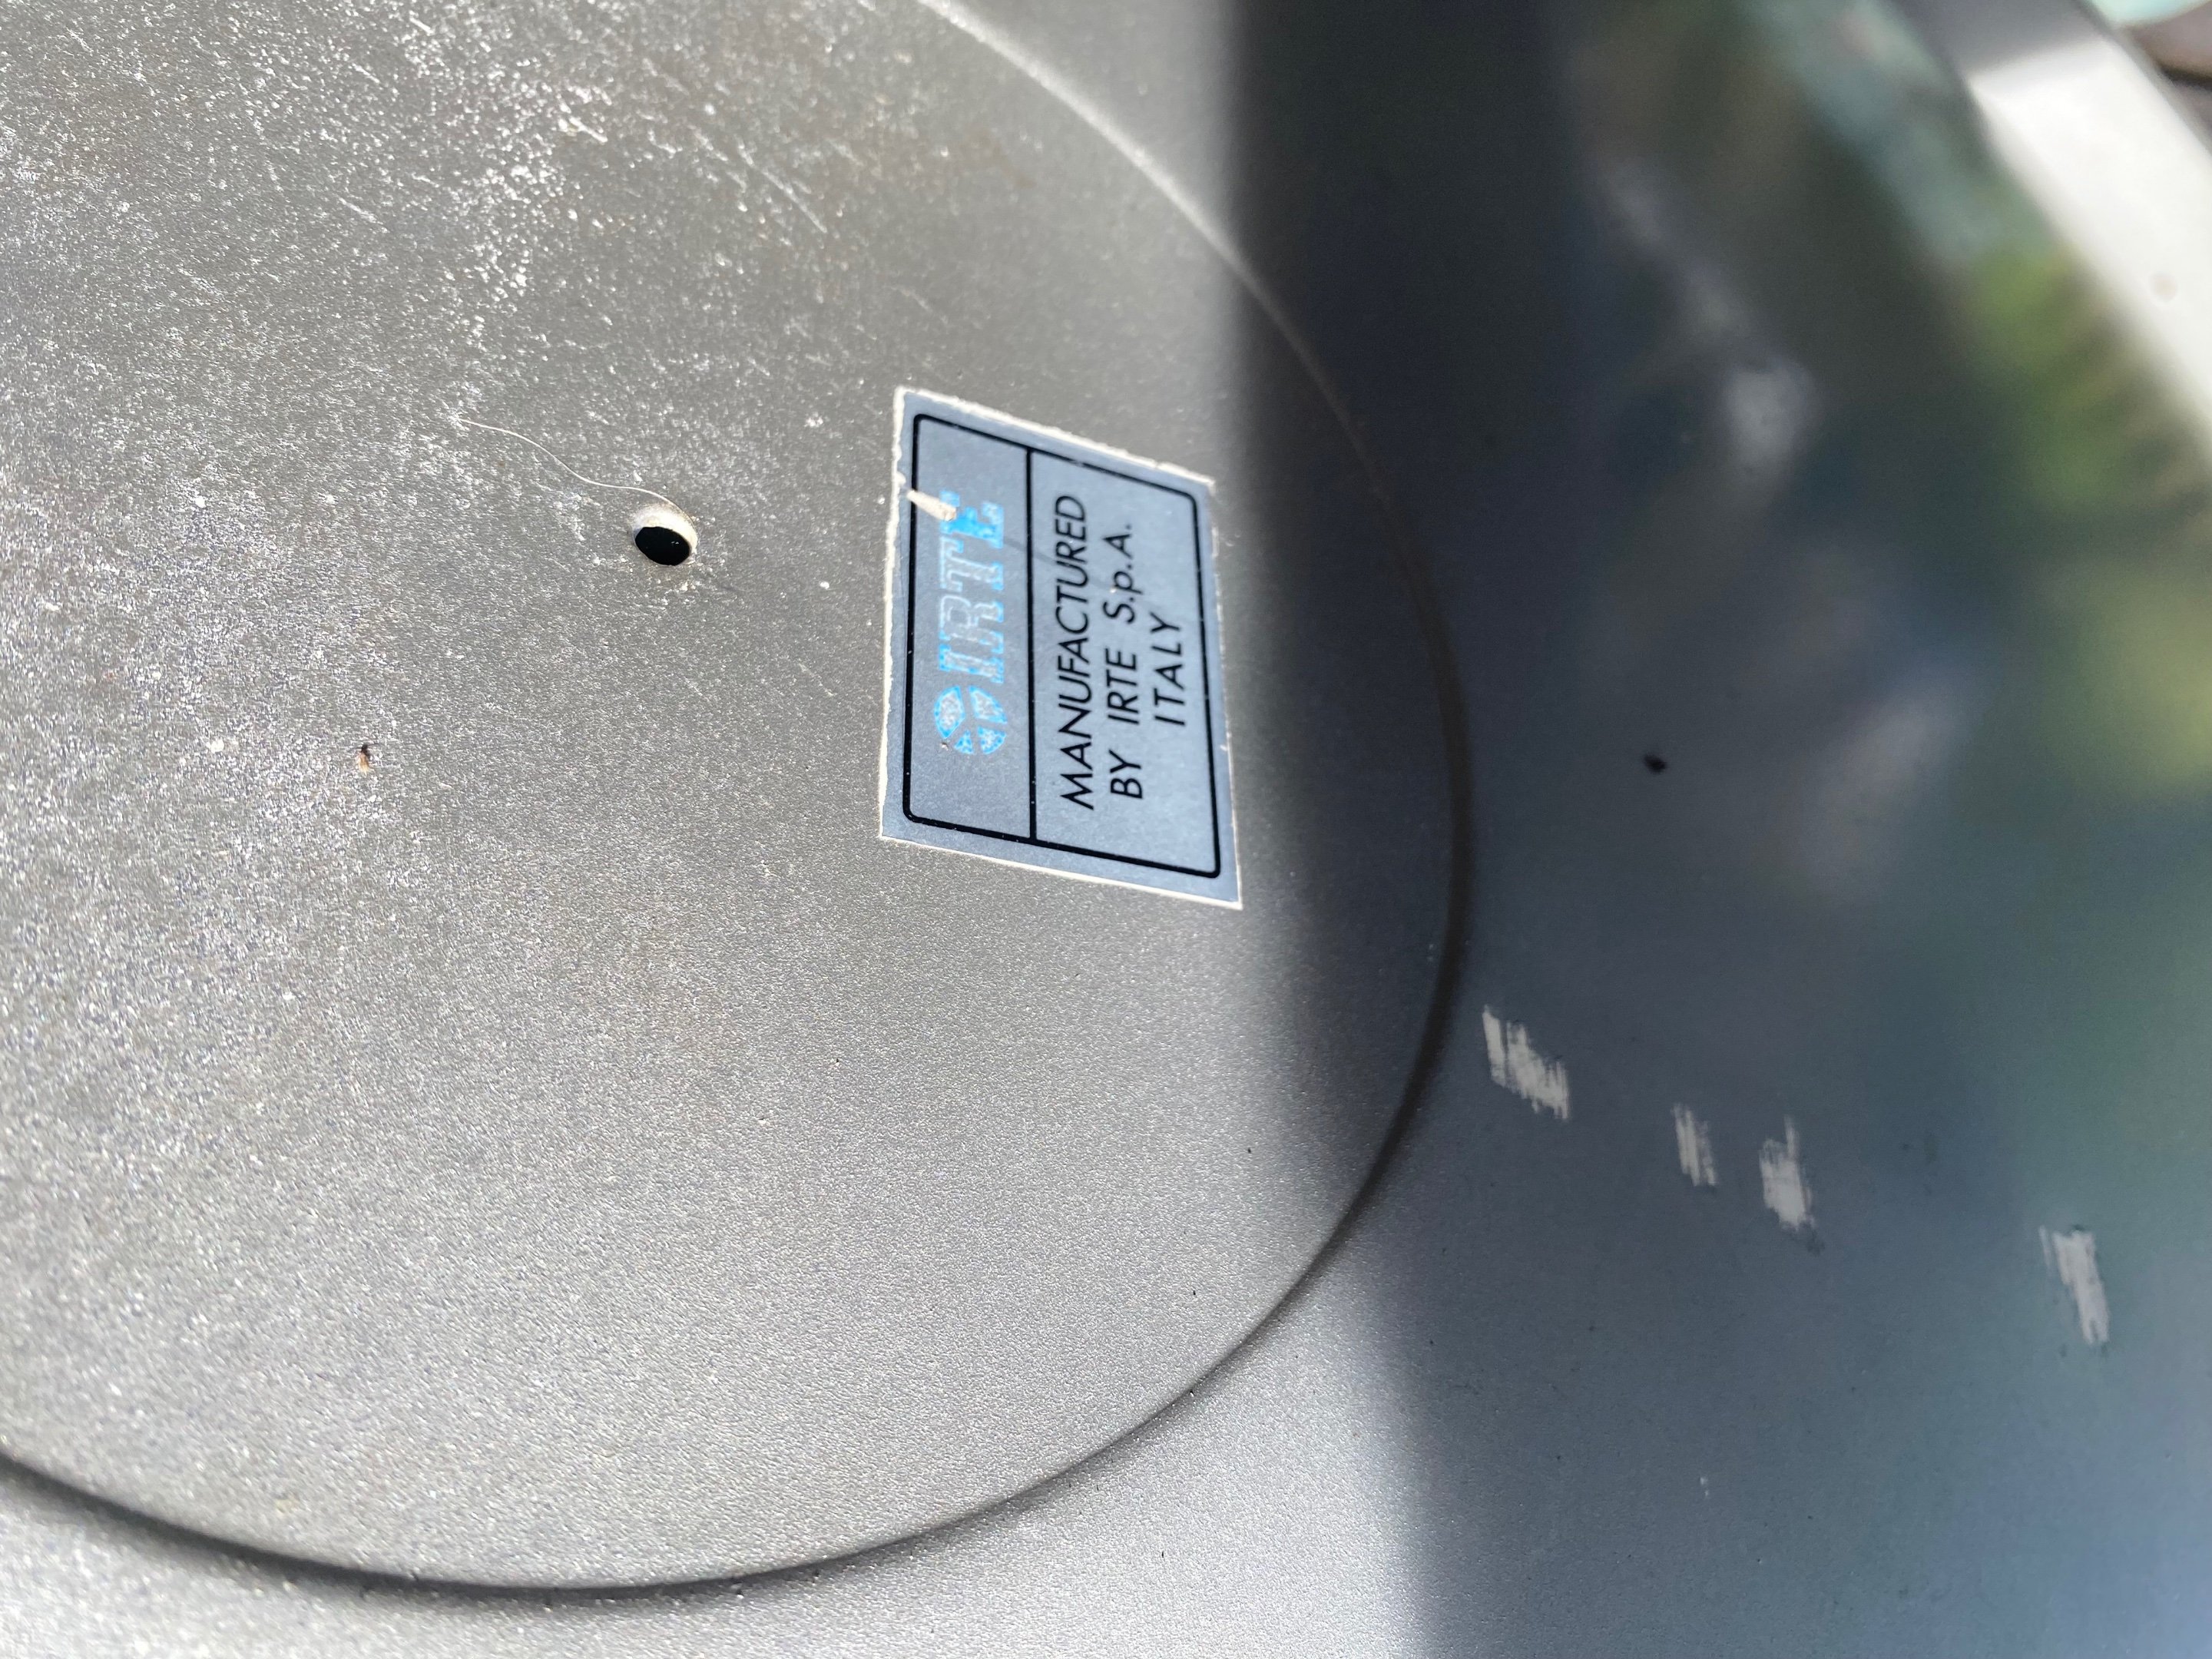 IRTE
MANUFACTURED
BY IRTE S.p.A.
ITALY